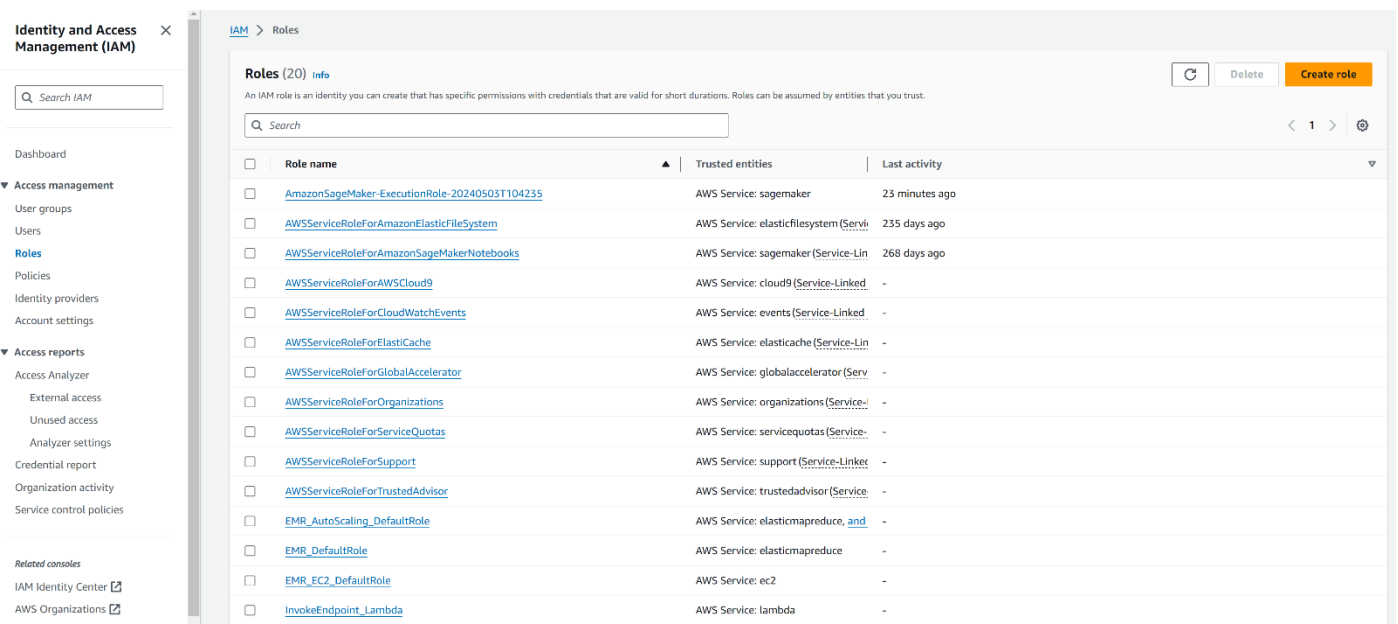 Identity and Access
Management (IAM)
Search IAM
Dashboard
Access management
User groups
Users
Roles
Policies
Identity providers
Account settings
Access reports
Access Analyzer
External access
Unused access
Analyzer settings
Credential report
Organization activity
Service control policies
Related consoles
IAM Identity Center
AWS Organizations
IAM > Roles
Roles (20) Info
Delete
Create role
An IAM role is an identity you can create that has specific permissions with credentials that are valid for short durations. Roles can be assumed by entities that you trust.
Search
1
Role name Trusted entities Last activity
AmazonSageMaker-ExecutionRole-20240503T104235 AWS Service: sagemaker 23 minutes ago
AWSServiceRoleForAmazonElasticFileSystem AWS Service: elasticfilesystem (Servi 235 days ago
AWSServiceRoleForAmazonSageMakerNotebooks AWS Service: sagemaker (Service-Lin 268 days ago
AWSServiceRoleForAWSCloud9 AWS Service: cloud9 (Service-Linked -
AWSServiceRoleForCloudWatchEvents AWS Service: events (Service-Linked -
AWSServiceRoleForElastiCache AWS Service: elasticache (Service-Lin -
AWSServiceRoleForGlobalAccelerator AWS Service: globalaccelerator (Serv -
AWSServiceRoleForOrganizations AWS Service: organizations (Service- -
AWSServiceRoleForServiceQuotas AWS Service: servicequotas (Service- -
AWSServiceRoleForSupport AWS Service: support (Service-Linked -
AWSServiceRoleForTrustedAdvisor AWS Service: trustedadvisor (Service -
EMR_AutoScaling_DefaultRole AWS Service: elasticmapreduce, and -
EMR_DefaultRole AWS Service: elasticmapreduce -
EMR_EC2_DefaultRole AWS Service: ec2 -
InvokeEndpoint_Lambda AWS Service: lambda -